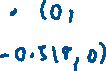 · (0,
-0.518, 0)